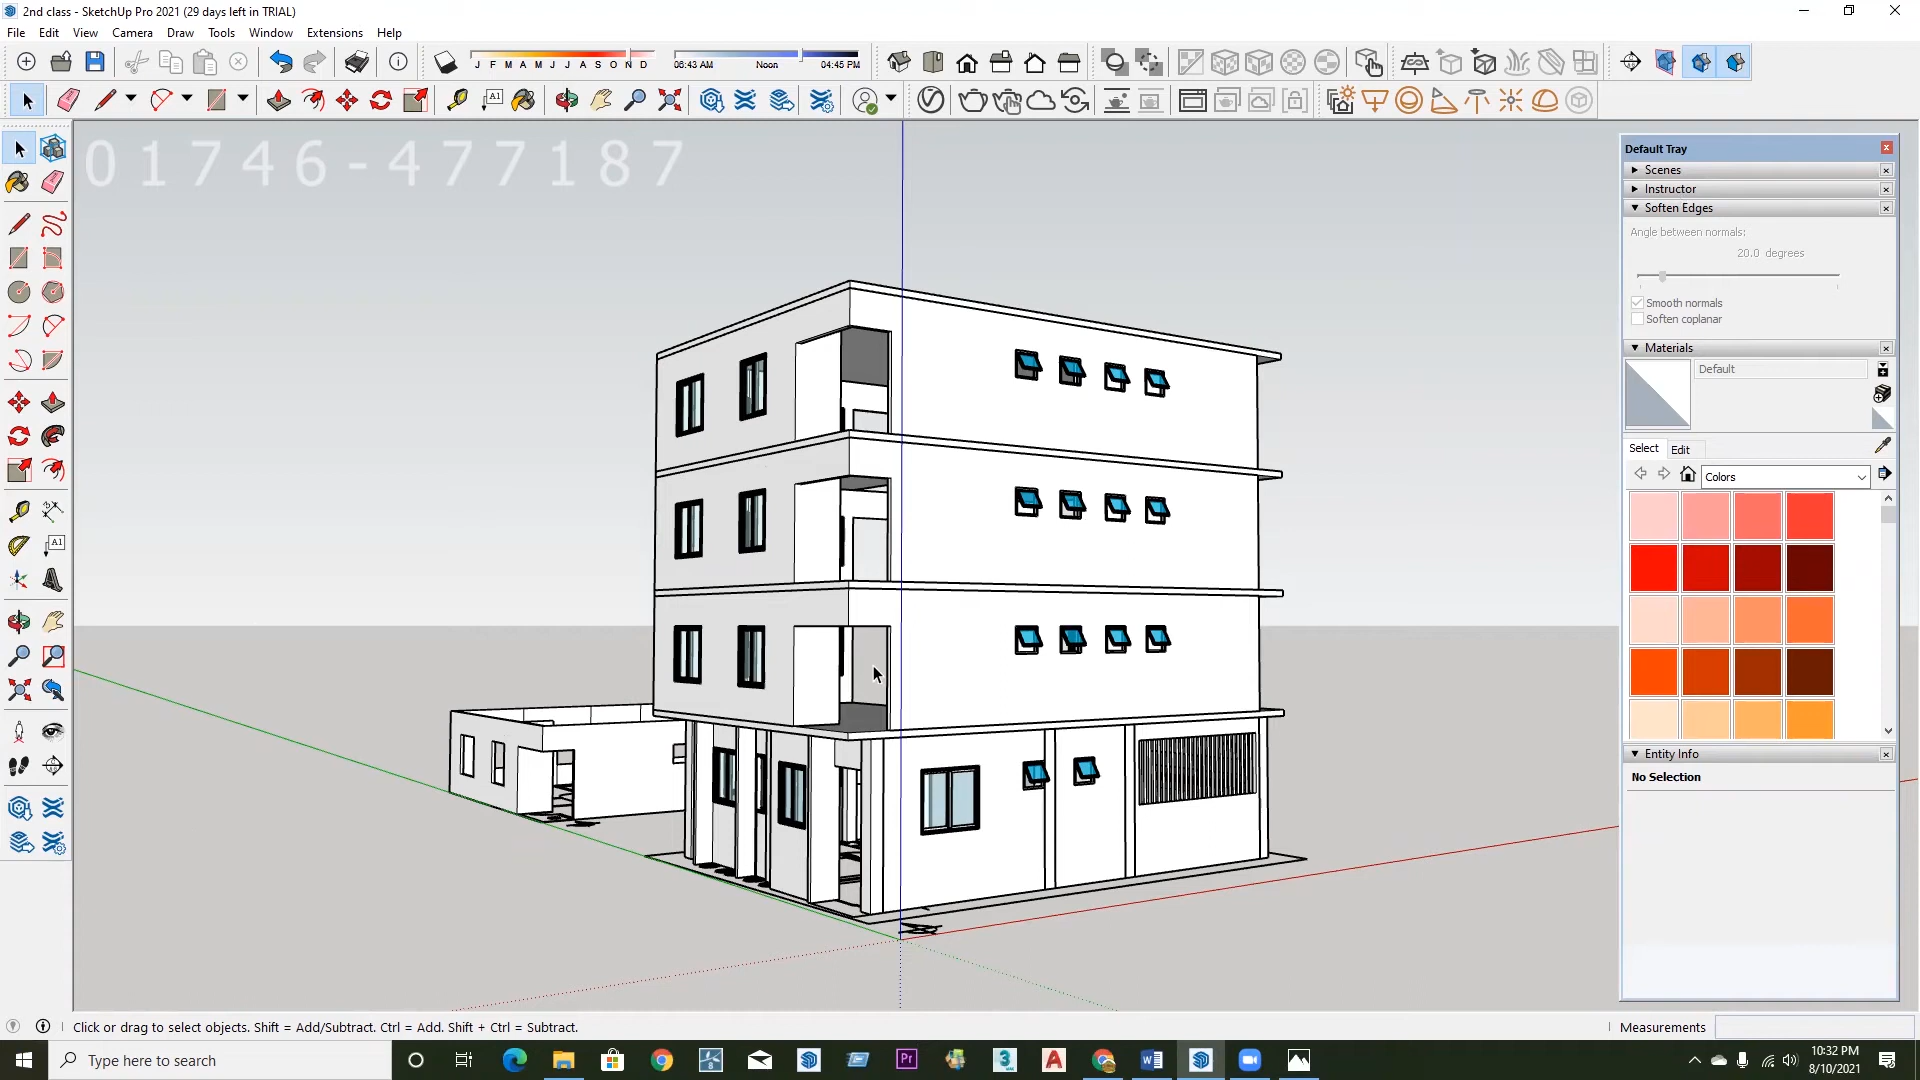 2nd class - SketchUp Pro 2021 (29 days left in TRIAL)
File Edit View Camera Draw Tools Window Extensions Help
J F M A M J J A S O N D 06:43 AM Noon 04:45 PM
A1
01746-477187
Default Tray
Scenes
Instructor
Soften Edges
Angle between normals:
20.0 degrees
Smooth normals
Soften coplanar
Materials
Default
Select Edit
Colors
A1
Entity Info
No Selection
Click or drag to select objects. Shift = Add/Subtract. Ctrl = Add. Shift + Ctrl = Subtract.
Measurements
Type here to search
Pr
3
A
W
10:32 PM
8/10/2021